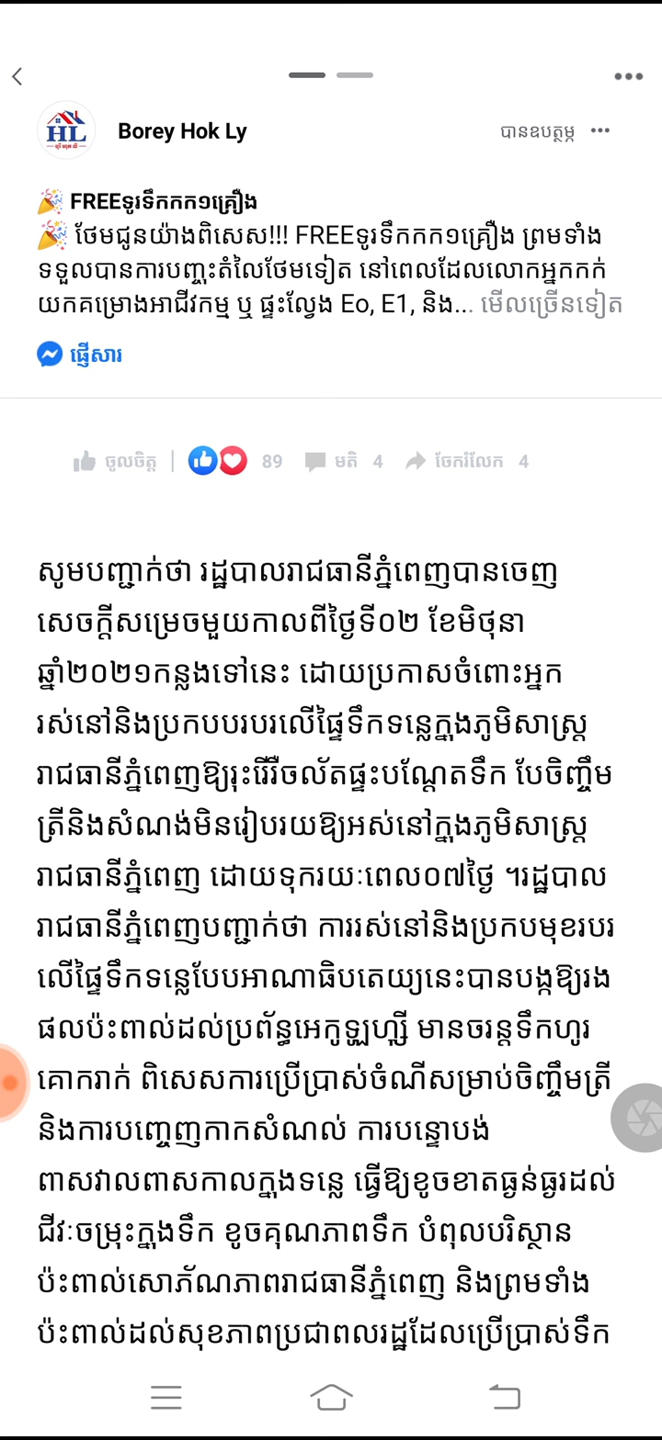 HL
Borey Hok Ly
បានឧបត្ថម្ភ
FREEទូរទឹកកក១គ្រឿង
ថែមជូនយ៉ាងពិសេស!!! FREEទូរទឹកកក១គ្រឿង ព្រមទាំង
ទទួលបានការបញ្ចុះតំលៃថែមទៀត នៅពេលដែលលោកអ្នកកក់
យកគម្រោងអាជីវកម្ម ឬ ផ្ទះល្វែង Eo, E1, និង... មើលច្រើនទៀត
ផ្ញើសារ
ចូលចិត្ត | 89 មតិ 4 ចែករំលែក 4
សូមបញ្ជាក់ថា រដ្ឋបាលរាជធានីភ្នំពេញបានចេញ
សេចក្តីសម្រេចមួយកាលពីថ្ងៃទី០២ ខែមិថុនា
ឆ្នាំ២០២១កន្លងទៅនេះ ដោយប្រកាសចំពោះអ្នក
រស់នៅនិងប្រកបបរបរលើផ្ទៃទឹកទន្លេក្នុងភូមិសាស្ត្រ
រាជធានីភ្នំពេញឱ្យរុះរើរឺចល័តផ្ទះបណ្តែតទឹក បែចិញ្ចឹម
ត្រីនិងសំណង់មិនរៀបរយឱ្យអស់នៅក្នុងភូមិសាស្ត្រ
រាជធានីភ្នំពេញ ដោយទុករយៈពេល០៧ថ្ងៃ ។រដ្ឋបាល
រាជធានីភ្នំពេញបញ្ជាក់ថា ការរស់នៅនិងប្រកបមុខរបរ
លើផ្ទៃទឹកទន្លេបែបអាណាធិបតេយ្យនេះបានបង្កឱ្យរង
ផលប៉ះពាល់ដល់ប្រព័ន្ធអេកូឡូហ្ស៊ី មានចរន្តទឹកហូរ
គោករាក់ ពិសេសការប្រើប្រាស់ចំណីសម្រាប់ចិញ្ចឹមត្រី
និងការបញ្ចេញកាកសំណល់ ការបន្ទោបង់
ពាសវាលពាសកាលក្នុងទន្លេ ធ្វើឱ្យខូចខាតធ្ងន់ធ្ងរដល់
ជីវៈចម្រុះក្នុងទឹក ខូចគុណភាពទឹក បំពុលបរិស្ថាន
ប៉ះពាល់សោភ័ណភាពរាជធានីភ្នំពេញ និងព្រមទាំង
ប៉ះពាល់ដល់សុខភាពប្រជាពលរដ្ឋដែលប្រើប្រាស់ទឹក